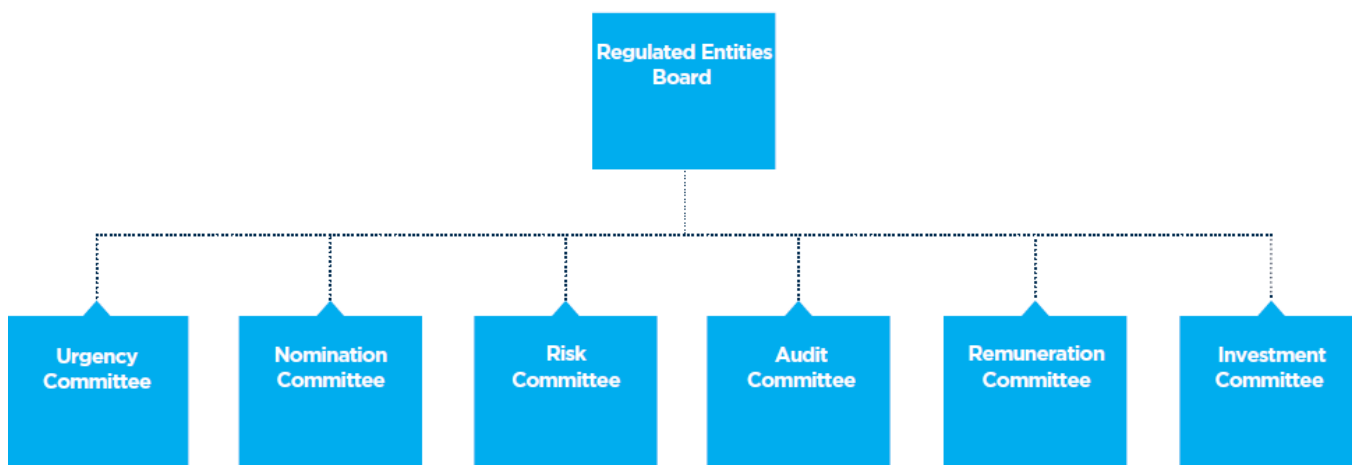 Regulated Entities
Board
Urgency
Committee
Nomination
Committee
Risk
Committee
Audit
Committee
Remuneration
Committee
Investment
Committee